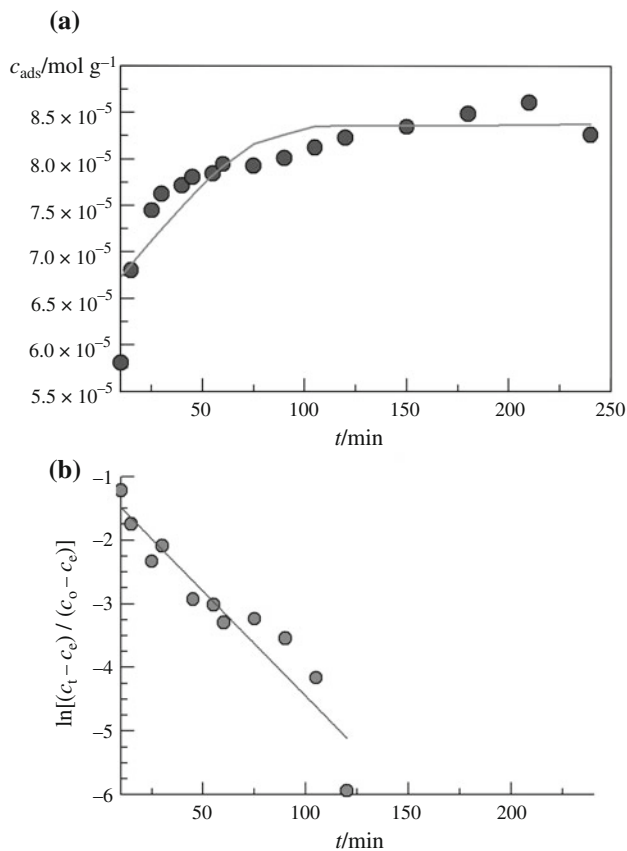 (a)
c_ads/mol g⁻¹
8.5 × 10⁻⁵
8.0 × 10⁻⁵
7.5 × 10⁻⁵
7.0 × 10⁻⁵
6.5 × 10⁻⁵
6.0 × 10⁻⁵
5.5 × 10⁻⁵
50 100 150 200 250
t/min
(b)
ln[(c_t – c_e) / (c_o – c_e)]
–1
–2
–3
–4
–5
–6
50 100 150 200
t/min